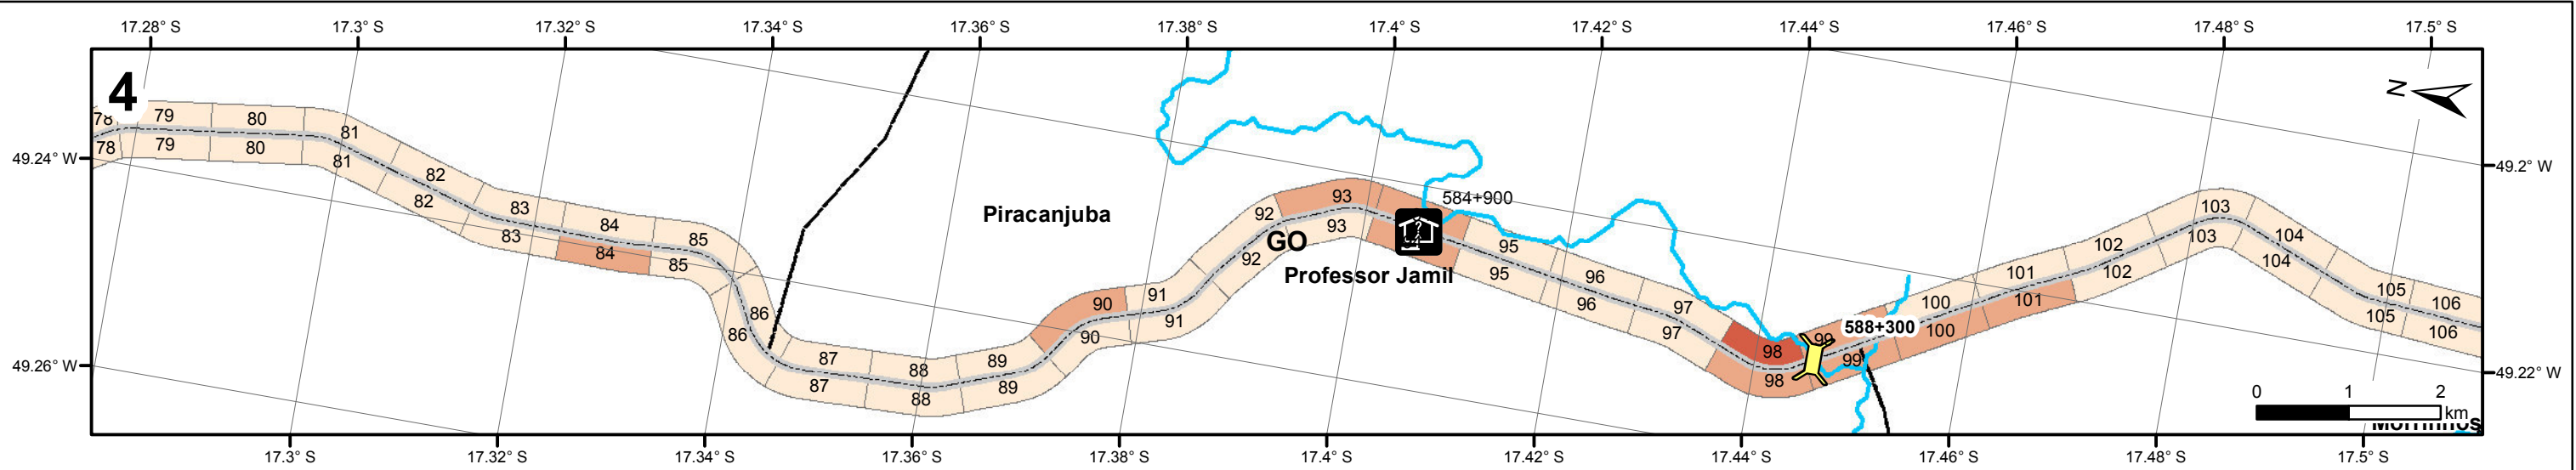 17.28° S 17.3° S 17.32° S 17.34° S 17.36° S 17.38° S 17.4° S 17.42° S 17.44° S 17.46° S 17.48° S 17.5° S
4
N
78 79 80 81 82 83 84 85 86 87 88 89 90 91 92 93 95 96 97 98 99 100 101 102 103 104 105 106
78 79 80 81 82 83 84 85 86 87 88 89 90 91 92 93 95 96 97 98 99 100 101 102 103 104 105 106
49.24° W
49.2° W
584+900
Piracanjuba
GO
Professor Jamil
588+300
49.26° W
49.22° W
0 1 2
km
Morrinhos
17.3° S 17.32° S 17.34° S 17.36° S 17.38° S 17.4° S 17.42° S 17.44° S 17.46° S 17.48° S 17.5° S